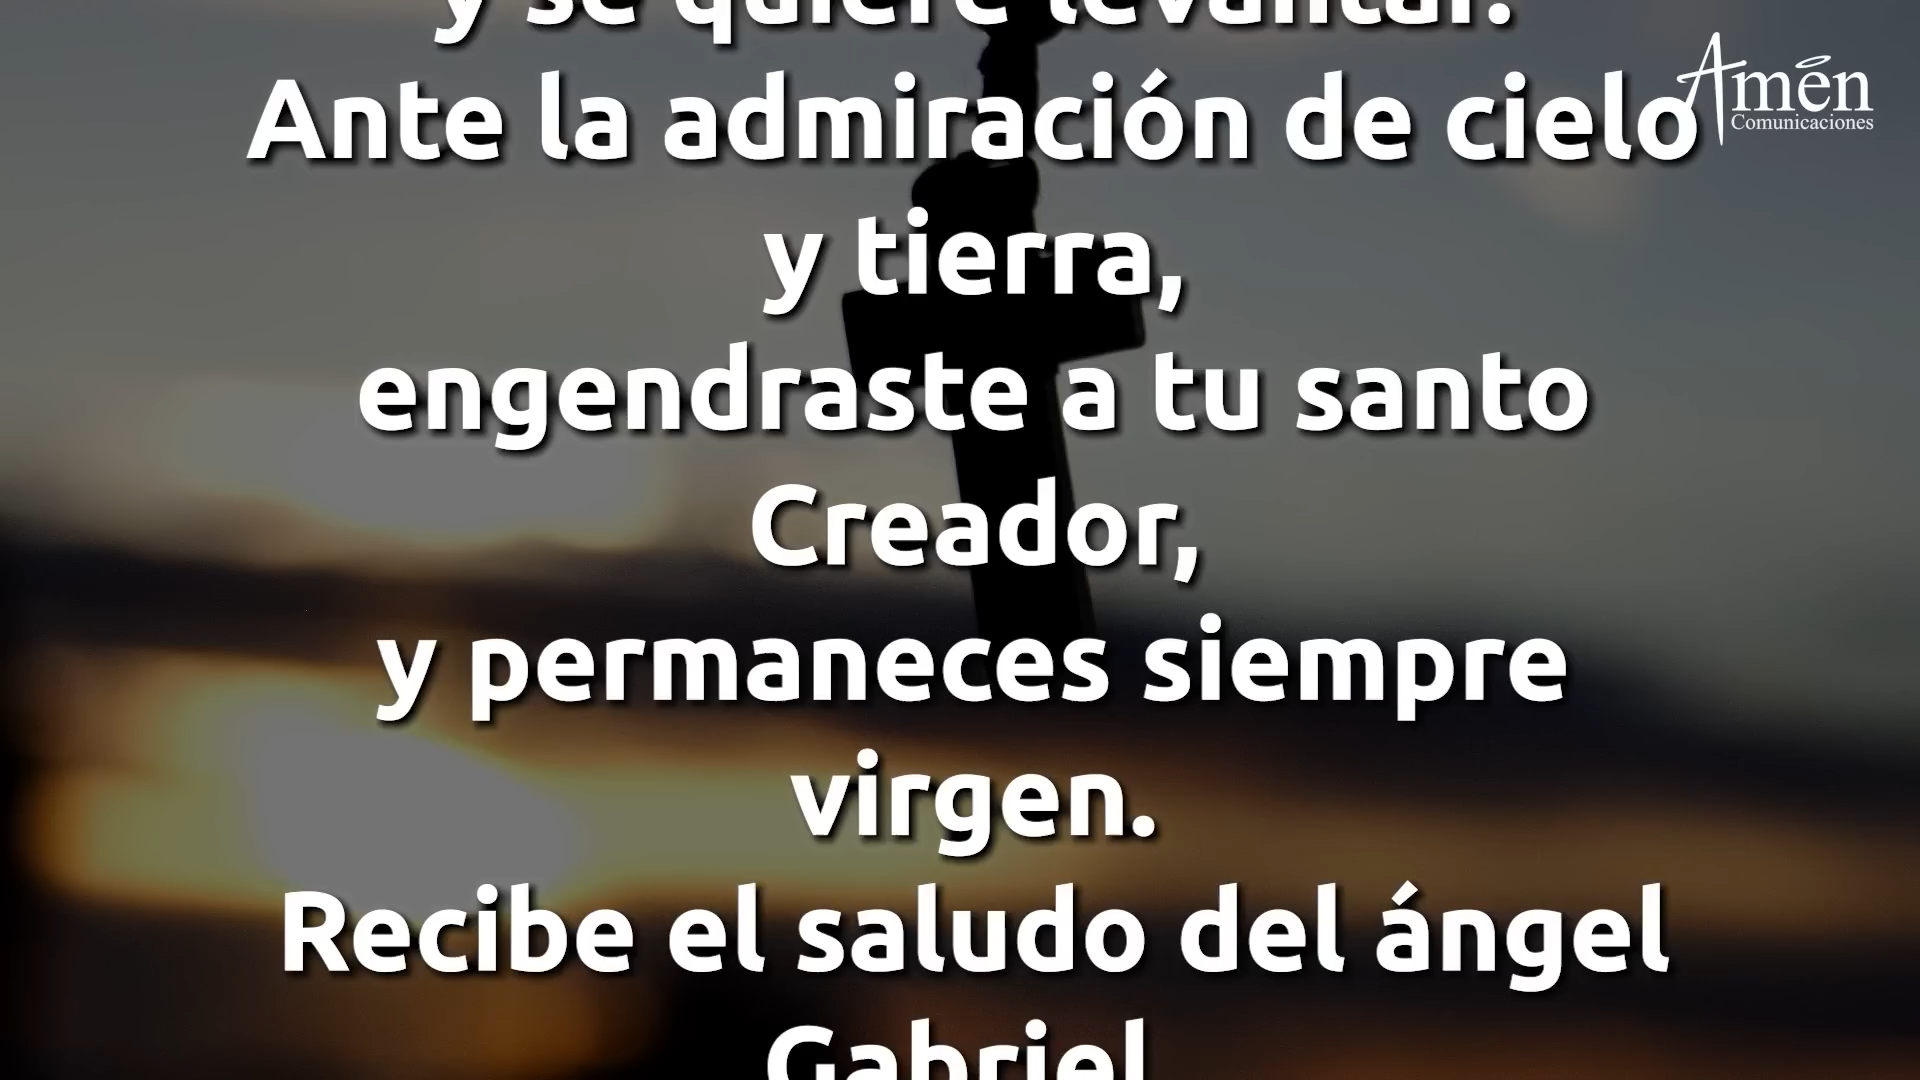 y se quiere levantar.
Ante la admiración de cielo
y tierra,
engendraste a tu santo
Creador,
y permaneces siempre
virgen.
Recibe el saludo del ángel
Gabriel
Amén
Comunicaciones